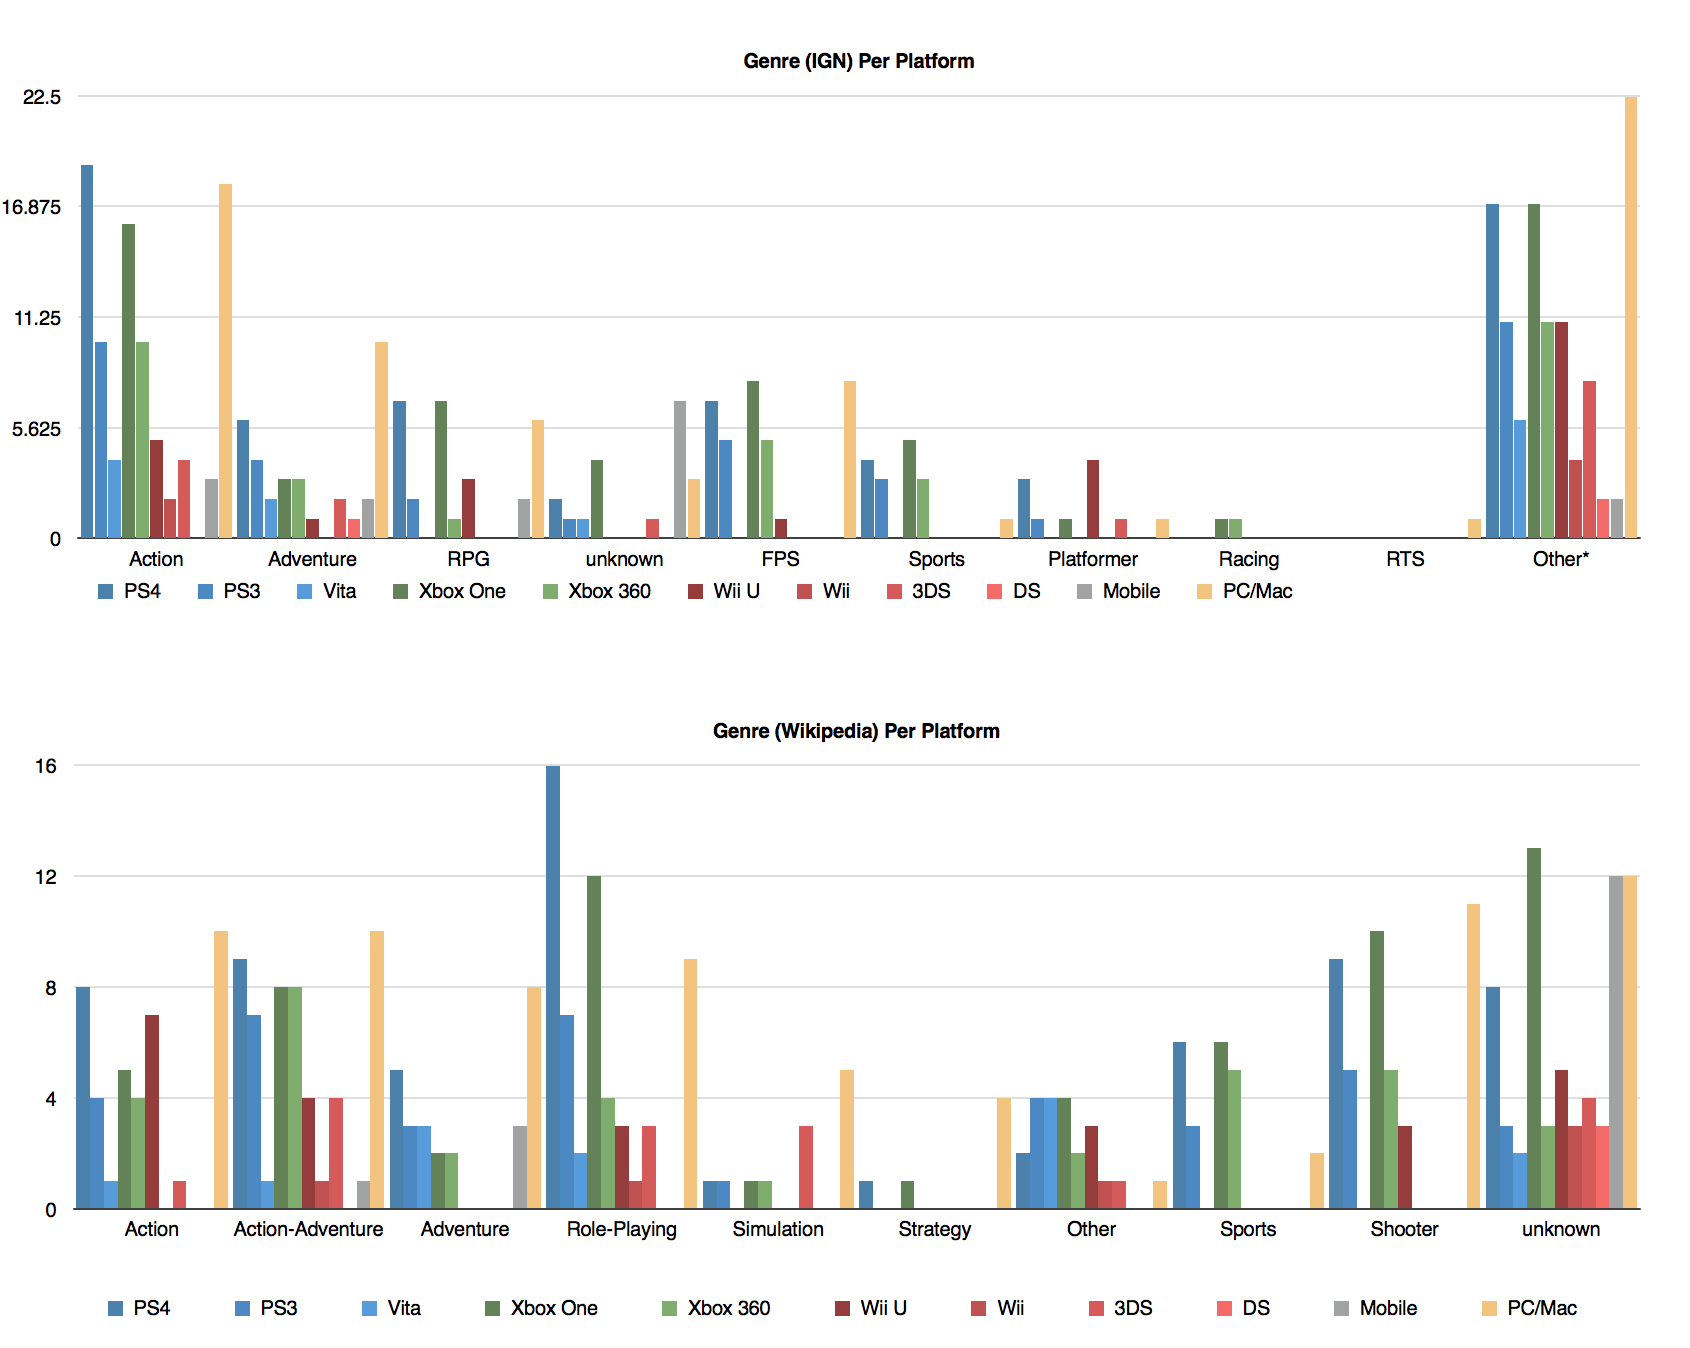 Genre (IGN) Per Platform
22.5
16.875
11.25
5.625
0
Action Adventure RPG unknown FPS Sports Platformer Racing RTS Other*
PS4 PS3 Vita Xbox One Xbox 360 Wii U Wii 3DS DS Mobile PC/Mac
Genre (Wikipedia) Per Platform
16
12
8
4
0
Action Action-Adventure Adventure Role-Playing Simulation Strategy Other Sports Shooter unknown
PS4 PS3 Vita Xbox One Xbox 360 Wii U Wii 3DS DS Mobile PC/Mac